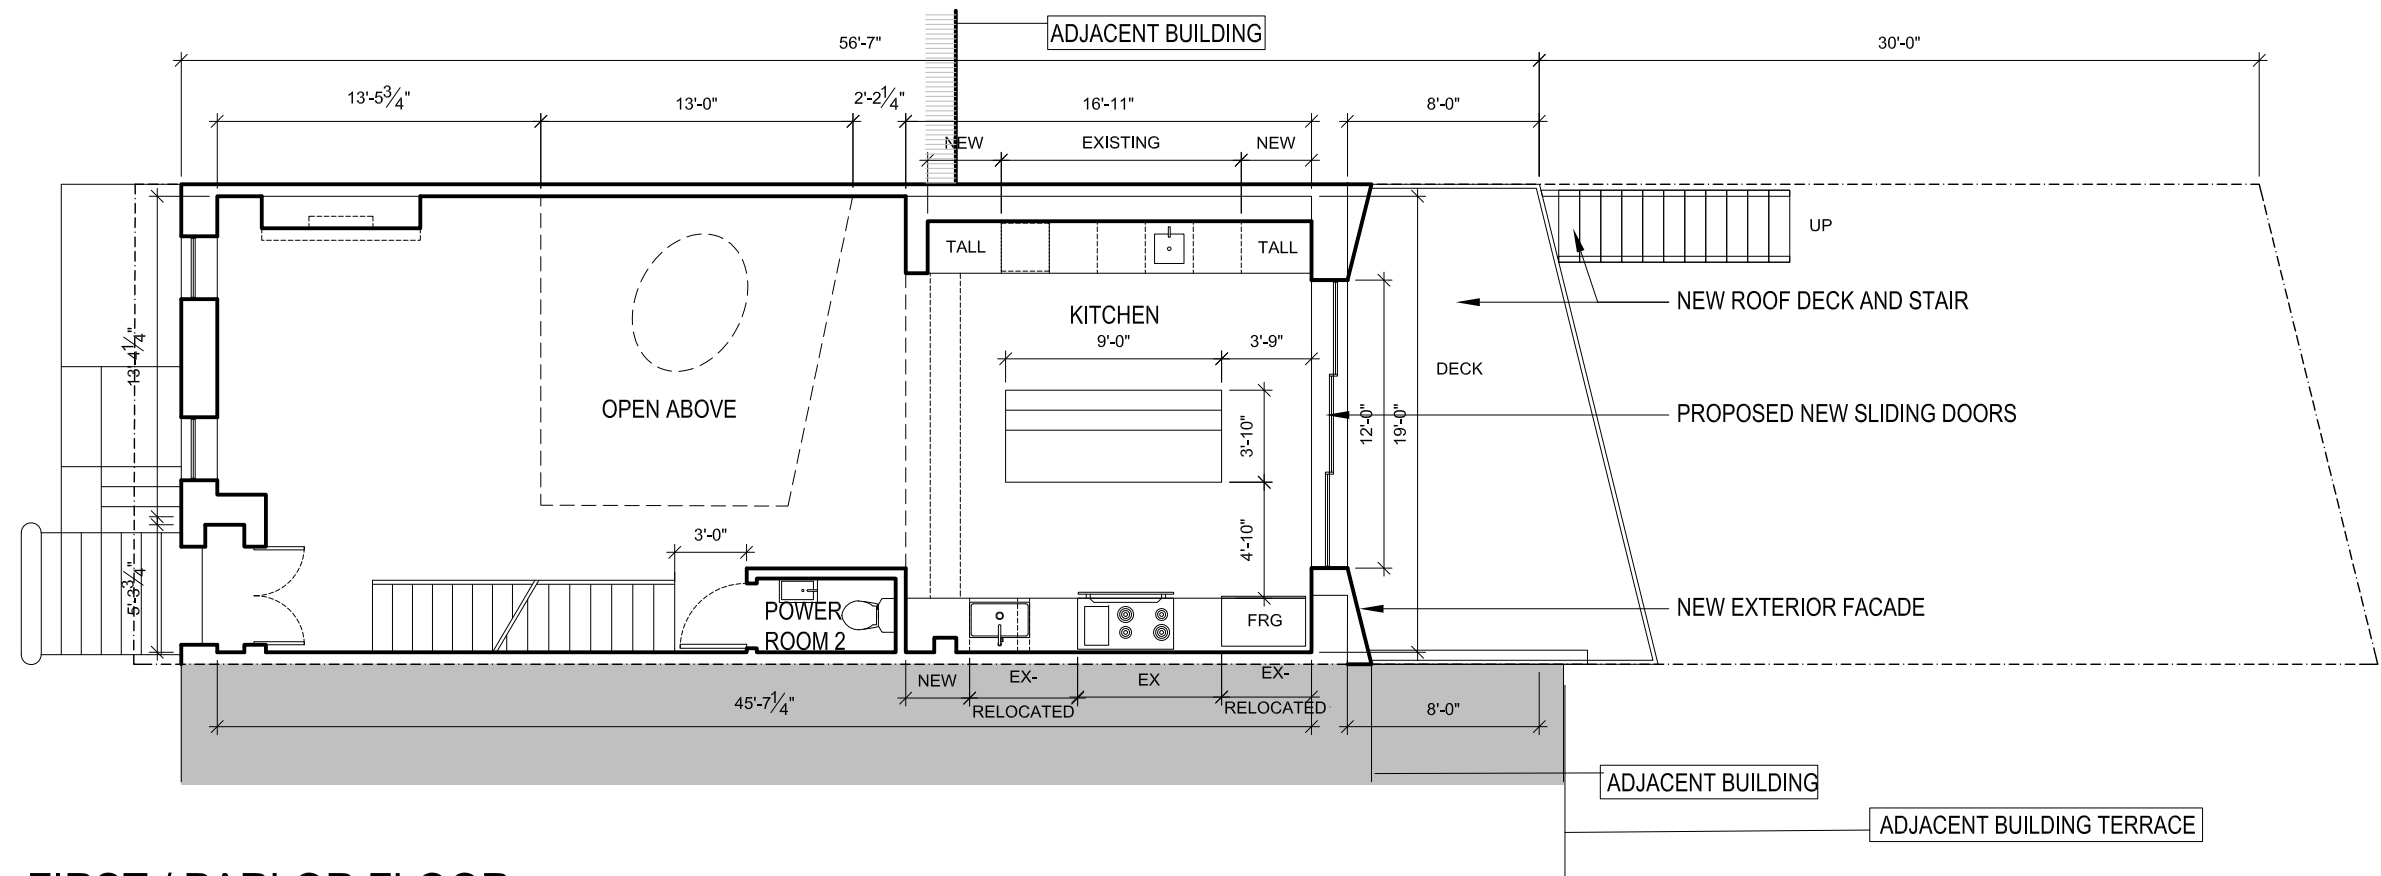 ADJACENT BUILDING
56'-7"
30'-0"
13'-5 3/4"
13'-0"
2'-2 1/4"
16'-11"
8'-0"
NEW
EXISTING
NEW
TALL
TALL
UP
KITCHEN
9'-0"
3'-9"
NEW ROOF DECK AND STAIR
13'-4 1/4"
DECK
OPEN ABOVE
3'-10"
12'-0"
19'-0"
PROPOSED NEW SLIDING DOORS
3'-0"
4'-10"
5'-3 3/4"
POWER
ROOM 2
FRG
NEW EXTERIOR FACADE
NEW
EX-
RELOCATED
EX
EX-
RELOCATED
45'-7 1/4"
8'-0"
ADJACENT BUILDING
ADJACENT BUILDING TERRACE
FIRST / PARLOR FLOOR